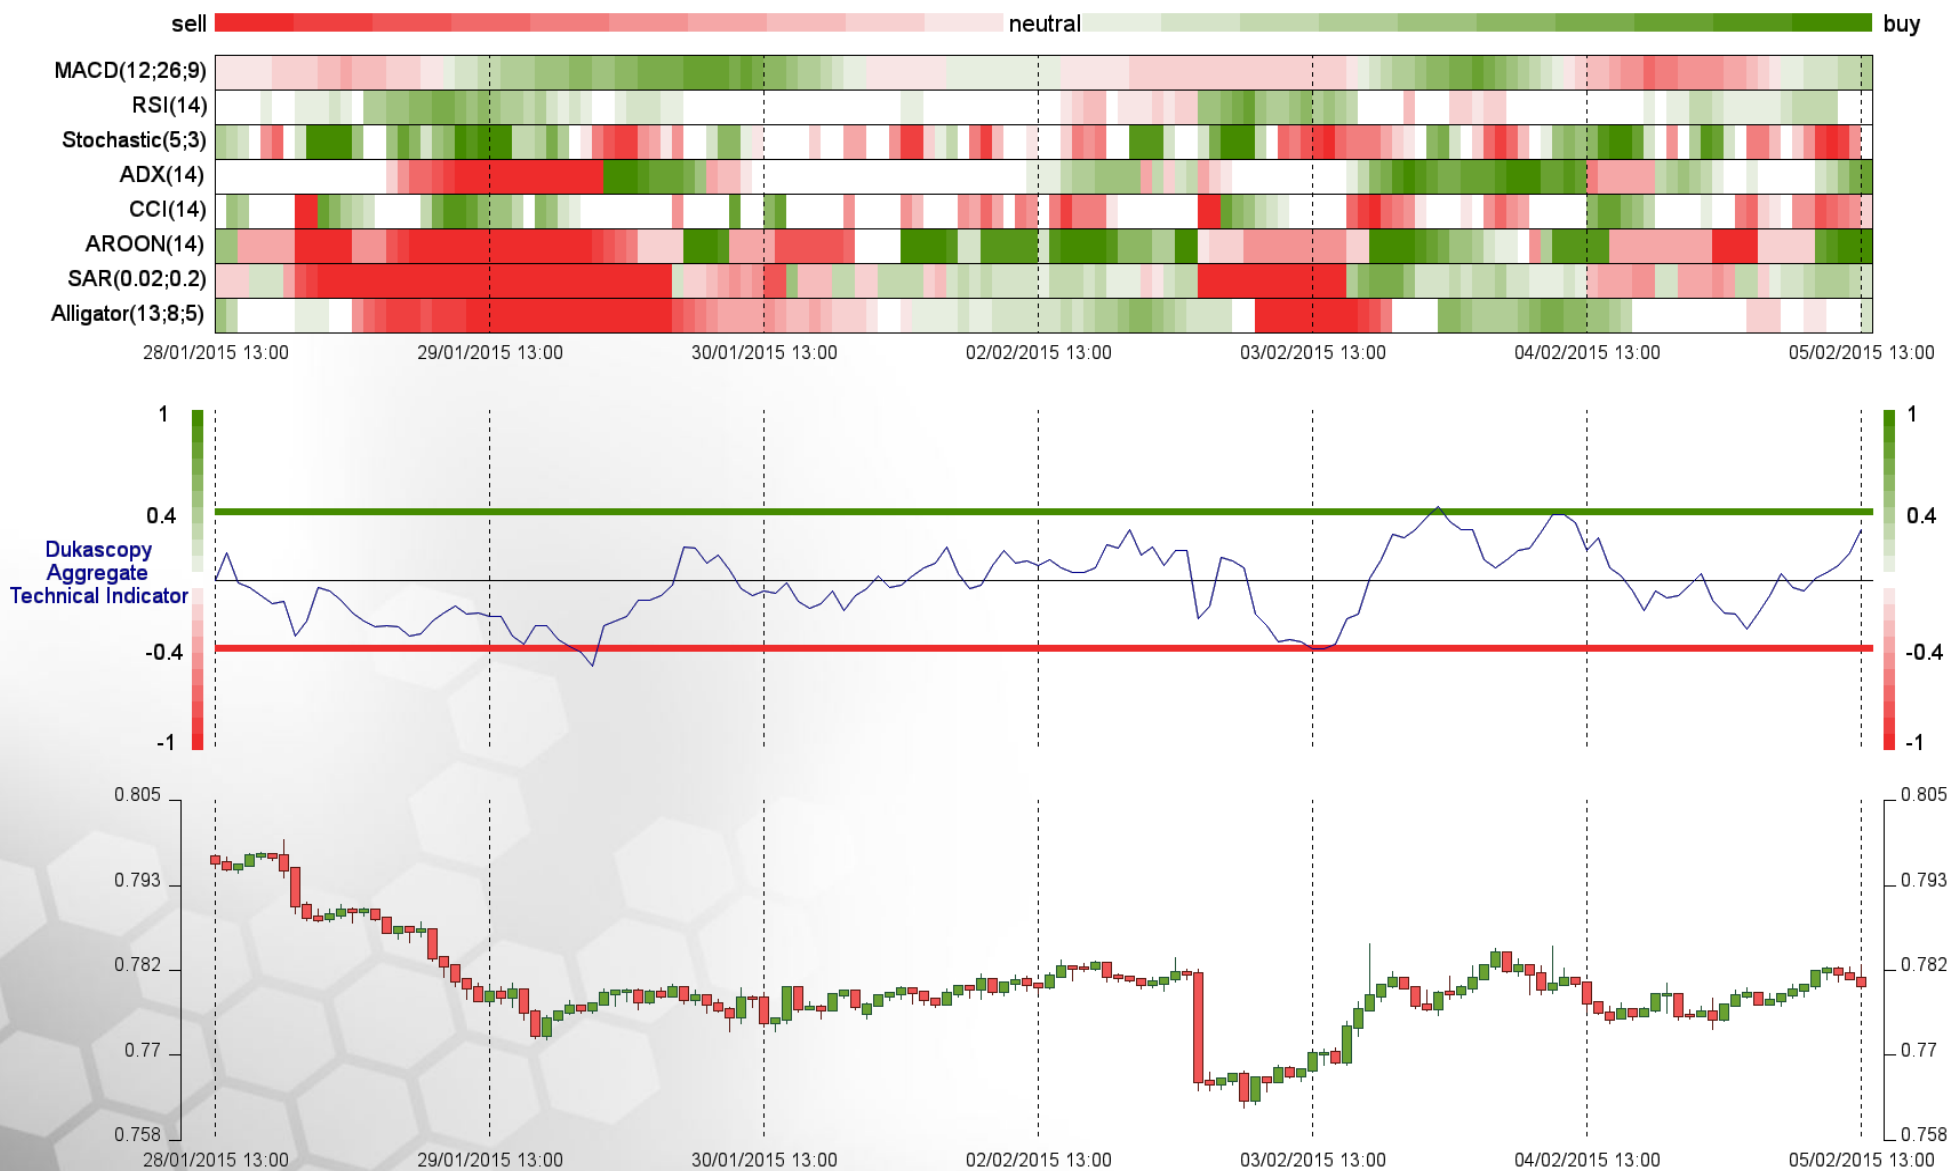 sell neutral buy
MACD(12;26;9)
RSI(14)
Stochastic(5;3)
ADX(14)
CCI(14)
AROON(14)
SAR(0.02;0.2)
Alligator(13;8;5)
28/01/2015 13:00 29/01/2015 13:00 30/01/2015 13:00 02/02/2015 13:00 03/02/2015 13:00 04/02/2015 13:00 05/02/2015 13:00
1 1
0.4 0.4
Dukascopy
Aggregate
Technical Indicator
-0.4 -0.4
-1 -1
0.805 0.805
0.793 0.793
0.782 0.782
0.77 0.77
0.758 0.758
28/01/2015 13:00 29/01/2015 13:00 30/01/2015 13:00 02/02/2015 13:00 03/02/2015 13:00 04/02/2015 13:00 05/02/2015 13:00